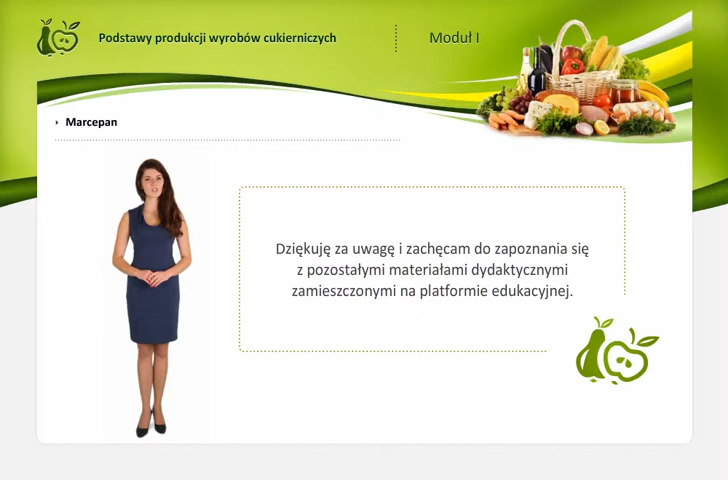 Podstawy produkcji wyrobów cukierniczych
Moduł I
Marcepan
Dziękuję za uwagę i zachęcam do zapoznania się
z pozostałymi materiałami dydaktycznymi
zamieszczonymi na platformie edukacyjnej.